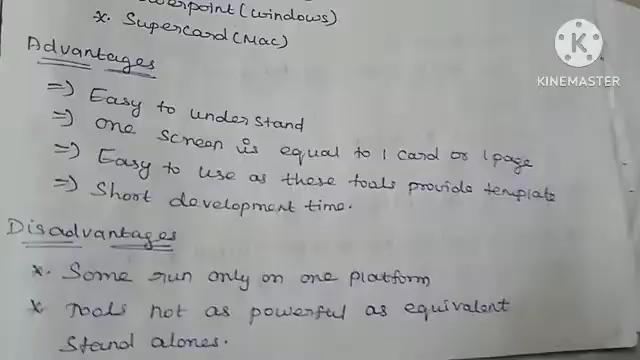 werpoint (windows)
*. Supercard (Mac)
Advantages
=) Easy to understand
=) one screen is equal to 1 card or 1 page
=) Easy to use as these tools provide template
=) Short development time.
Disadvantages
*. Some run only on one platform
* Tools not as powerful as equivalent
Stand alones.
K
KINEMASTER